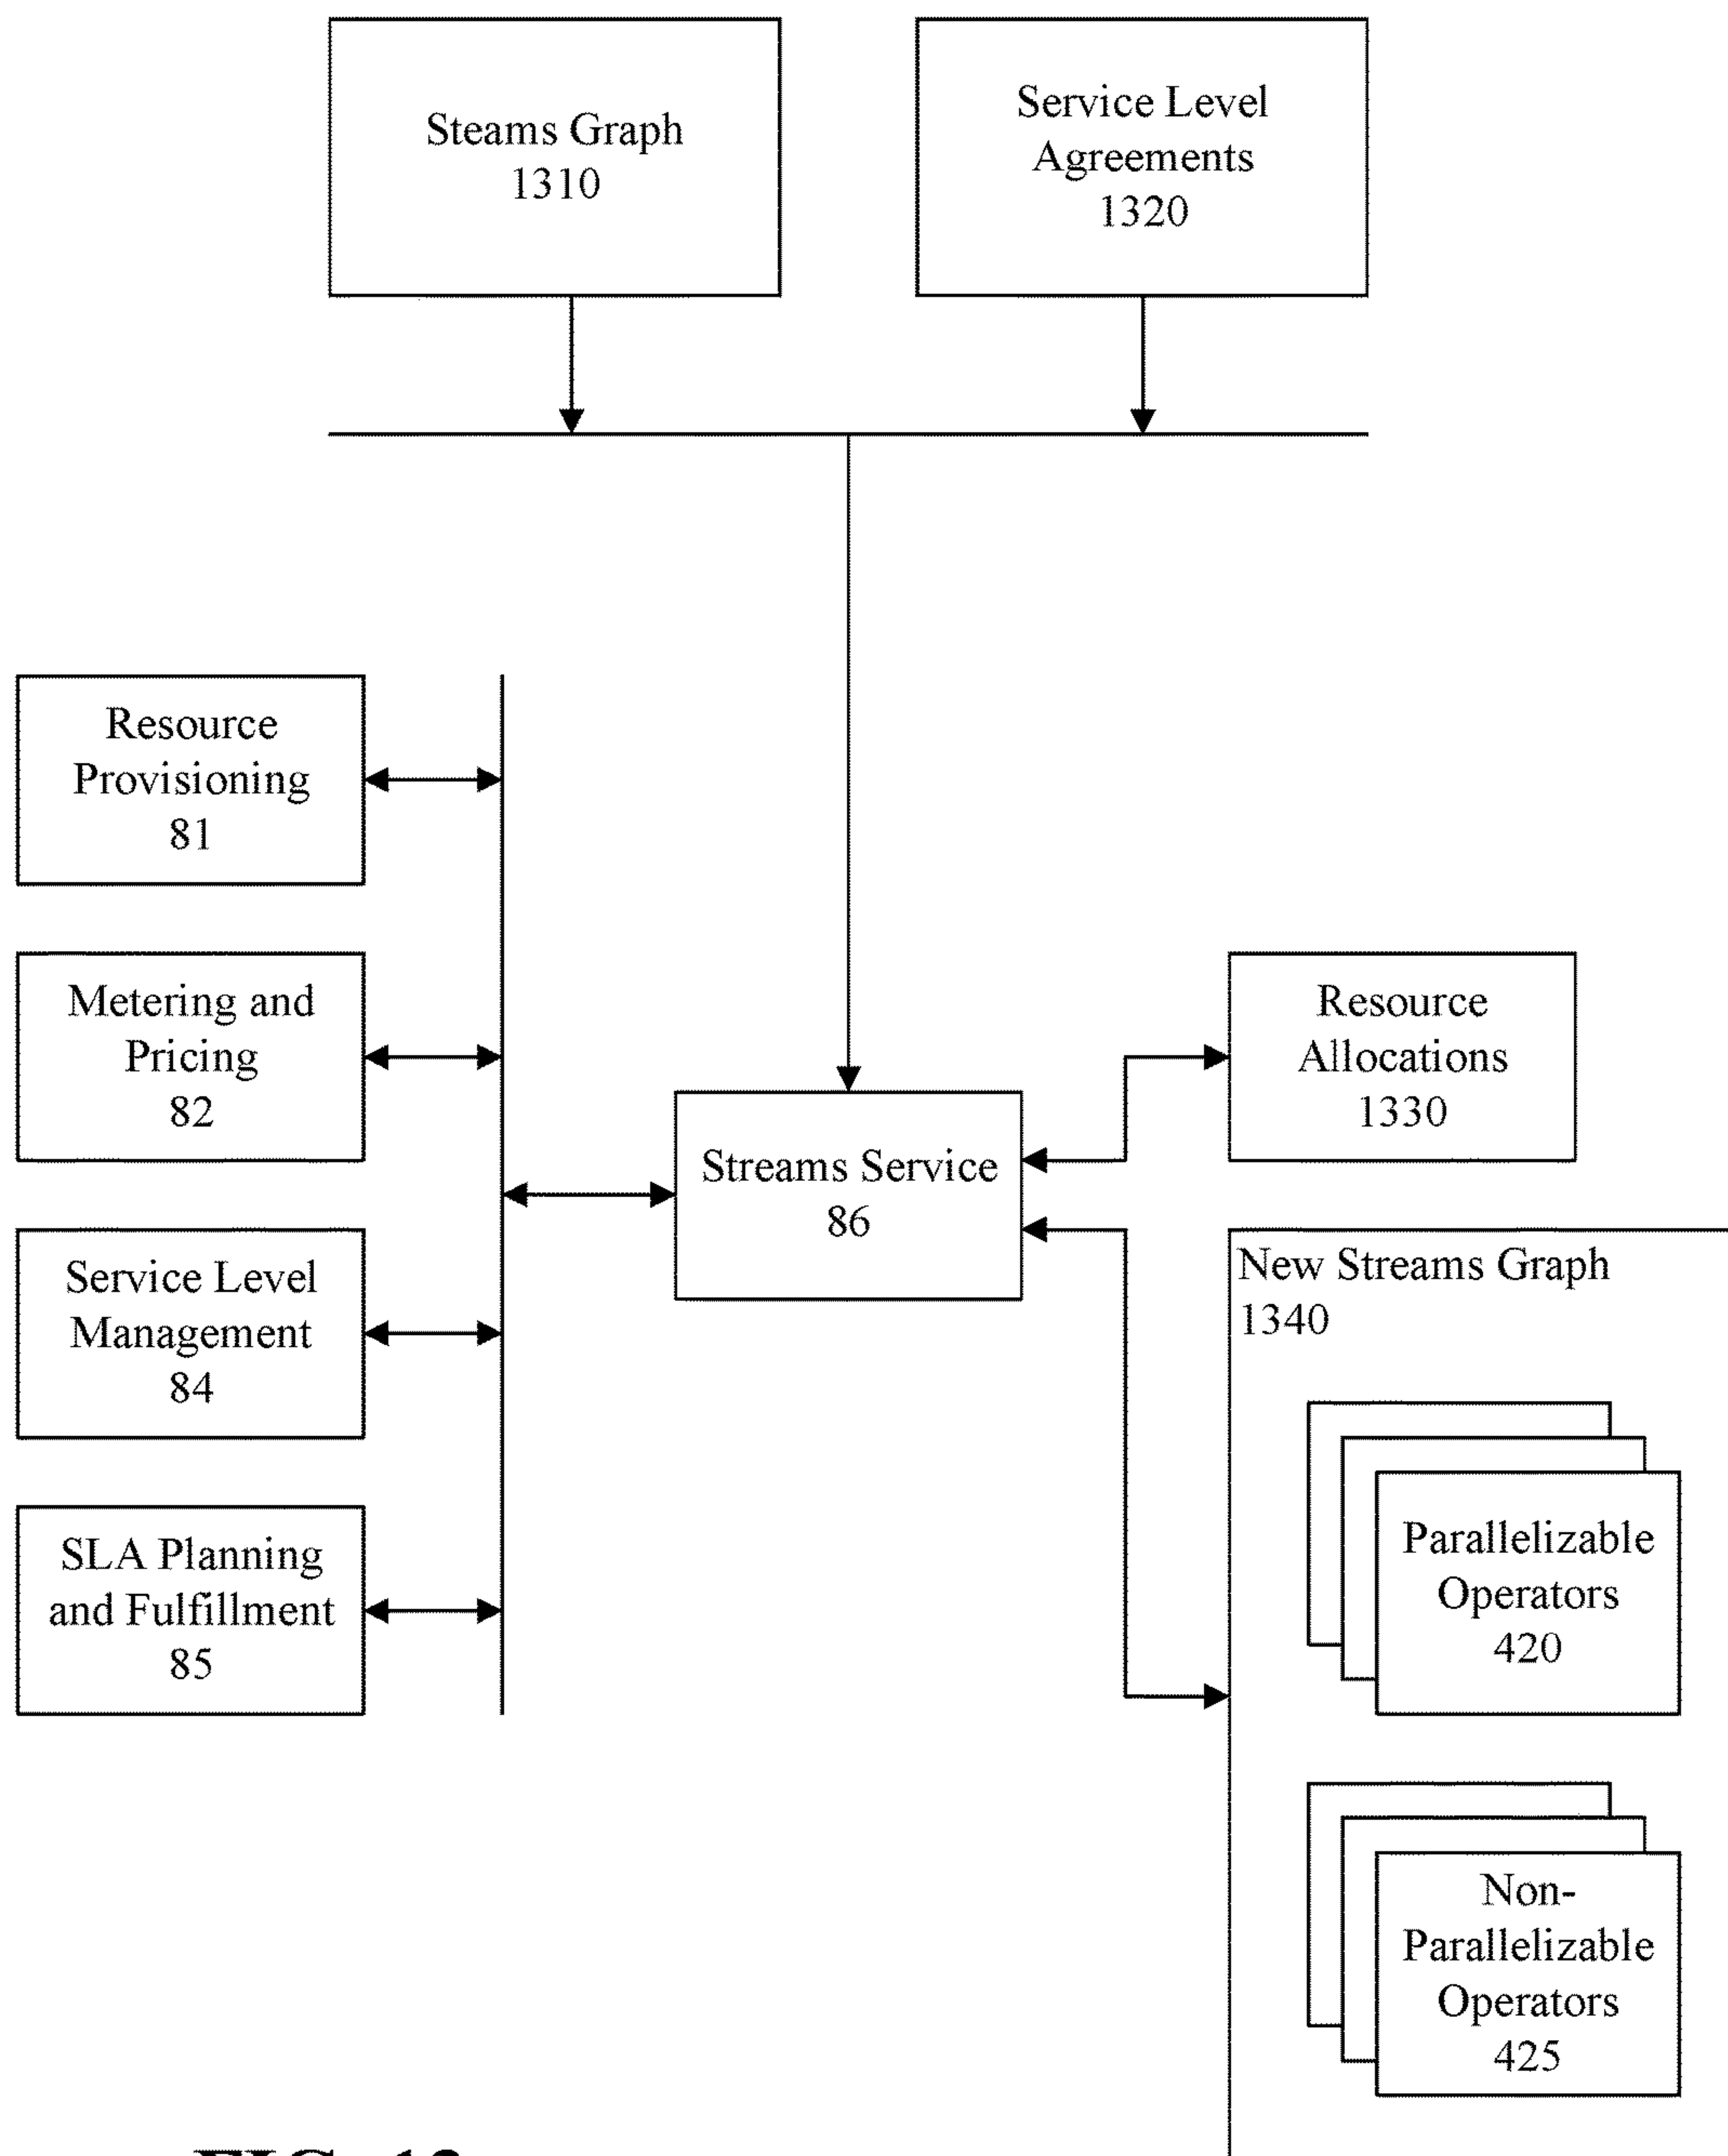 Steams Graph
1310
Service Level
Agreements
1320
Resource
Provisioning
81
Metering and
Pricing
82
Service Level
Management
84
SLA Planning
and Fulfillment
85
Streams Service
86
Resource
Allocations
1330
New Streams Graph
1340
Parallelizable
Operators
420
Non-
Parallelizable
Operators
425